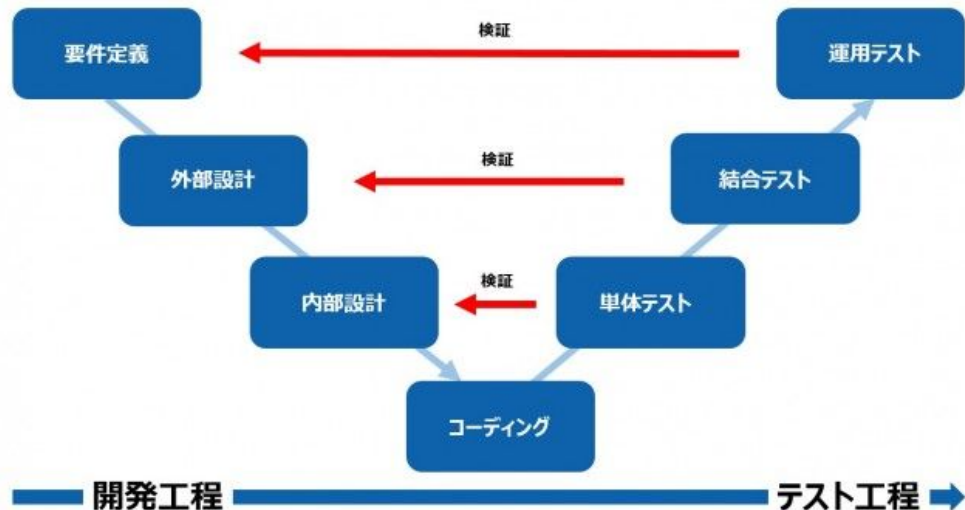 検証
要件定義
運用テスト
検証
外部設計
結合テスト
検証
内部設計
単体テスト
コーディング
開発工程
テスト工程